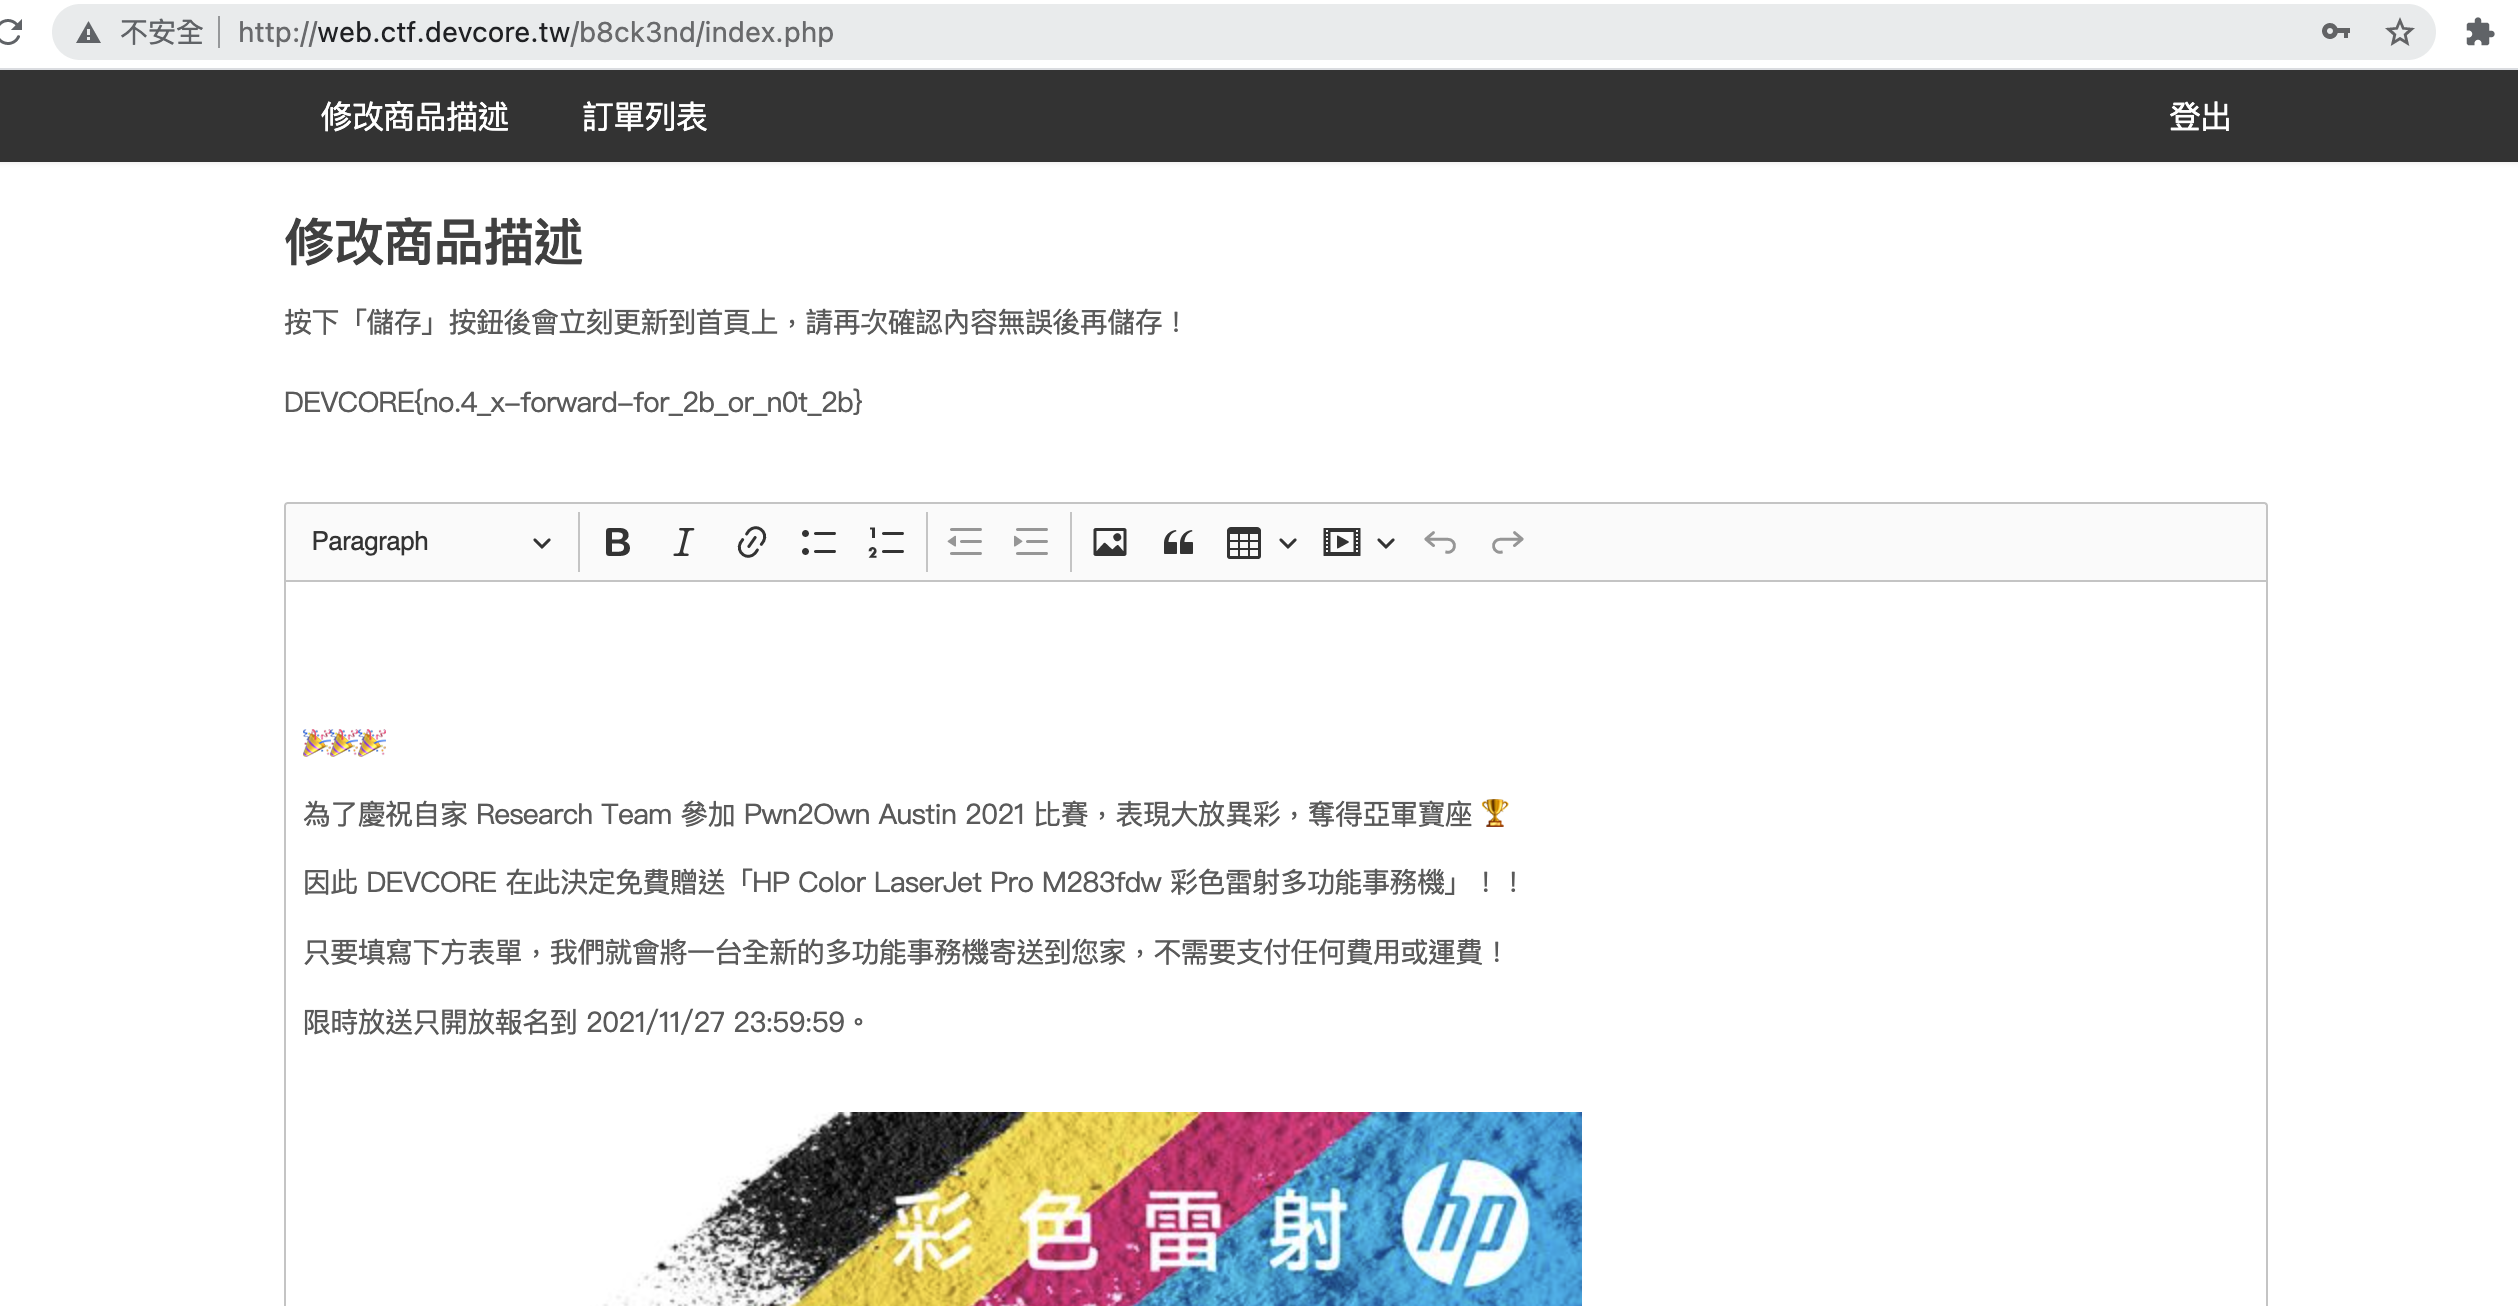 不安全 http://web.ctf.devcore.tw/b8ck3nd/index.php
修改商品描述 訂單列表 登出
修改商品描述
按下「儲存」按鈕後會立刻更新到首頁上，請再次確認內容無誤後再儲存！
DEVCORE{no.4_x-forward-for_2b_or_n0t_2b}
Paragraph
🎉🎉🎉
為了慶祝自家 Research Team 參加 Pwn2Own Austin 2021 比賽，表現大放異彩，奪得亞軍寶座 🏆
因此 DEVCORE 在此決定免費贈送「HP Color LaserJet Pro M283fdw 彩色雷射多功能事務機」！！
只要填寫下方表單，我們就會將一台全新的多功能事務機寄送到您家，不需要支付任何費用或運費！
限時放送只開放報名到 2021/11/27 23:59:59。
彩色雷射 hp